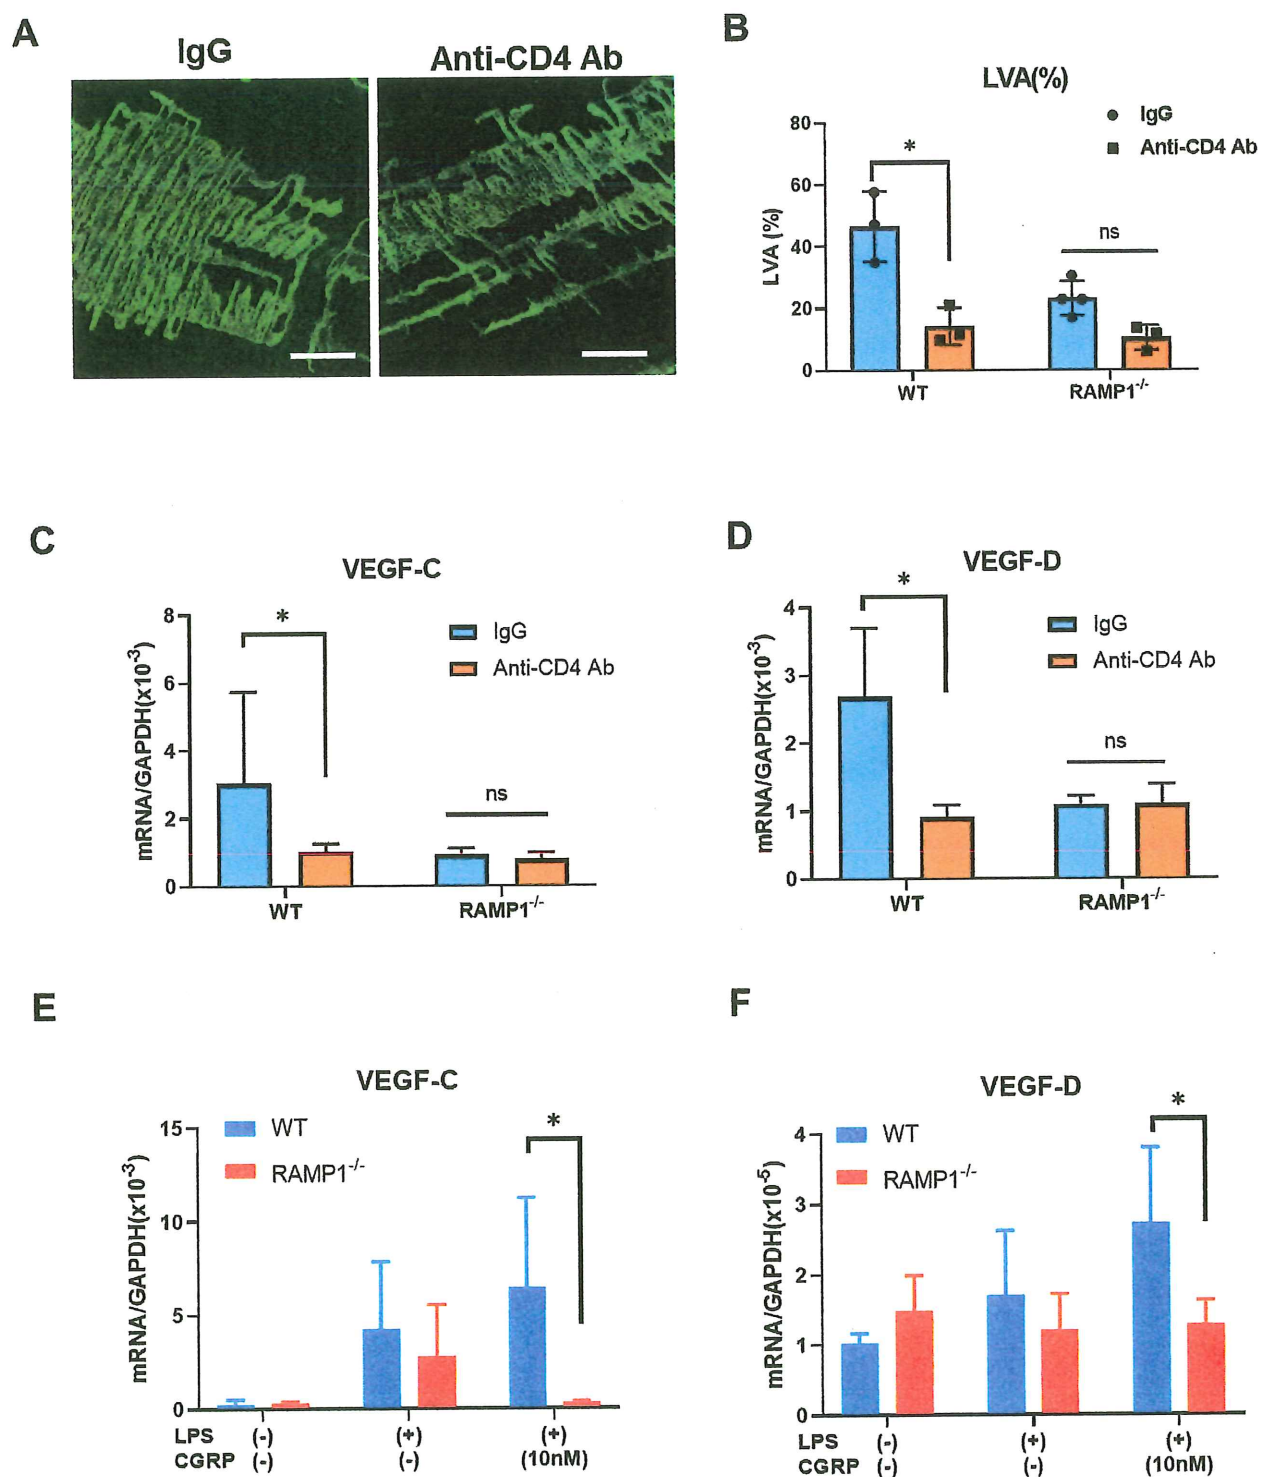 A
IgG
Anti-CD4 Ab
B
LVA(%)
IgG
Anti-CD4 Ab
LVA (%)
80
60
40
20
0
*
ns
WT
RAMP1-/-
C
VEGF-C
IgG
Anti-CD4 Ab
mRNA/GAPDH(x10-3)
8
6
4
2
0
*
ns
WT
RAMP1-/-
D
VEGF-D
IgG
Anti-CD4 Ab
mRNA/GAPDH(x10-3)
4
3
2
1
0
*
ns
WT
RAMP1-/-
E
VEGF-C
WT
RAMP1-/-
mRNA/GAPDH(x10-3)
15
10
5
0
*
LPS (-) (+) (+)
CGRP (-) (-) (10nM)
F
VEGF-D
WT
RAMP1-/-
mRNA/GAPDH(x10-5)
4
3
2
1
0
*
LPS (-) (+) (+)
CGRP (-) (-) (10nM)